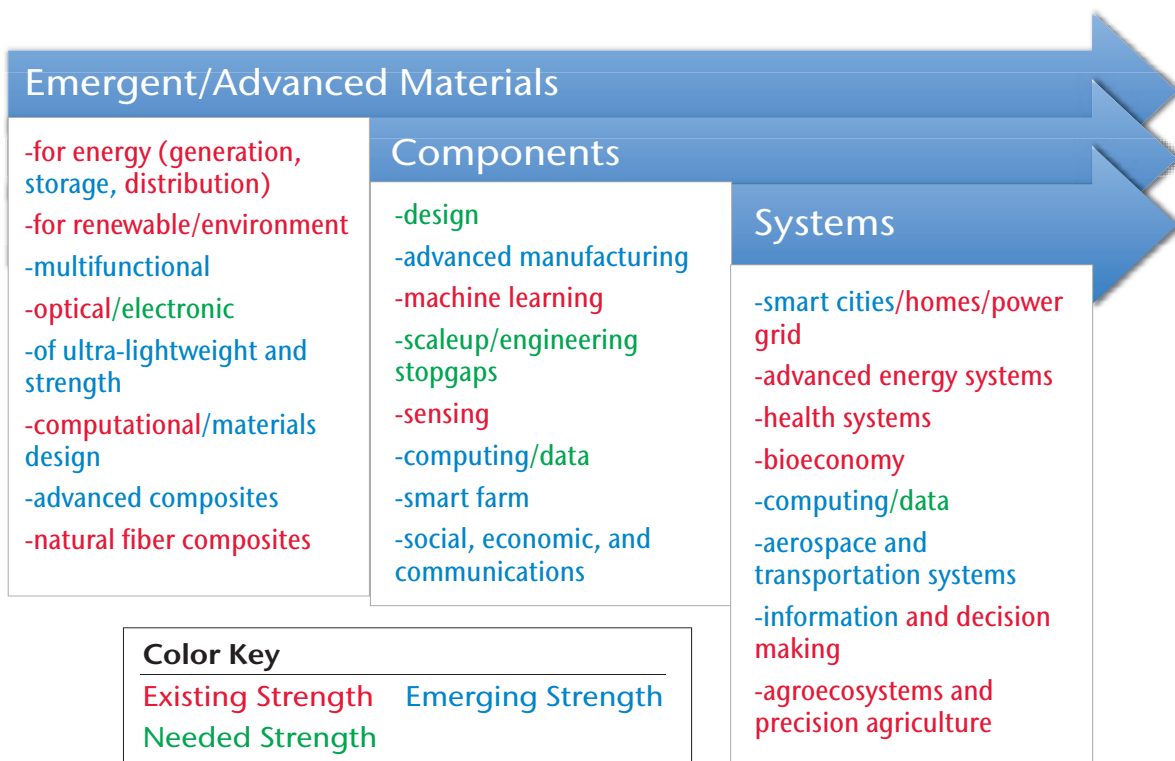 Emergent/Advanced Materials
-for energy (generation,
storage, distribution)
-for renewable/environment
-multifunctional
-optical/electronic
-of ultra-lightweight and
strength
-computational/materials
design
-advanced composites
-natural fiber composites
Components
-design
-advanced manufacturing
-machine learning
-scaleup/engineering
stopgaps
-sensing
-computing/data
-smart farm
-social, economic, and
communications
Systems
-smart cities/homes/power
grid
-advanced energy systems
-health systems
-bioeconomy
-computing/data
-aerospace and
transportation systems
-information and decision
making
-agroecosystems and
precision agriculture
Color Key
Existing Strength Emerging Strength
Needed Strength